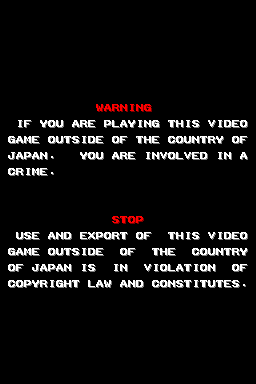 WARNING
IF YOU ARE PLAYING THIS VIDEO
GAME OUTSIDE OF THE COUNTRY OF
JAPAN. YOU ARE INVOLVED IN A
CRIME.
STOP
USE AND EXPORT OF THIS VIDEO
GAME OUTSIDE OF THE COUNTRY
OF JAPAN IS IN VIOLATION OF
COPYRIGHT LAW AND CONSTITUTES.